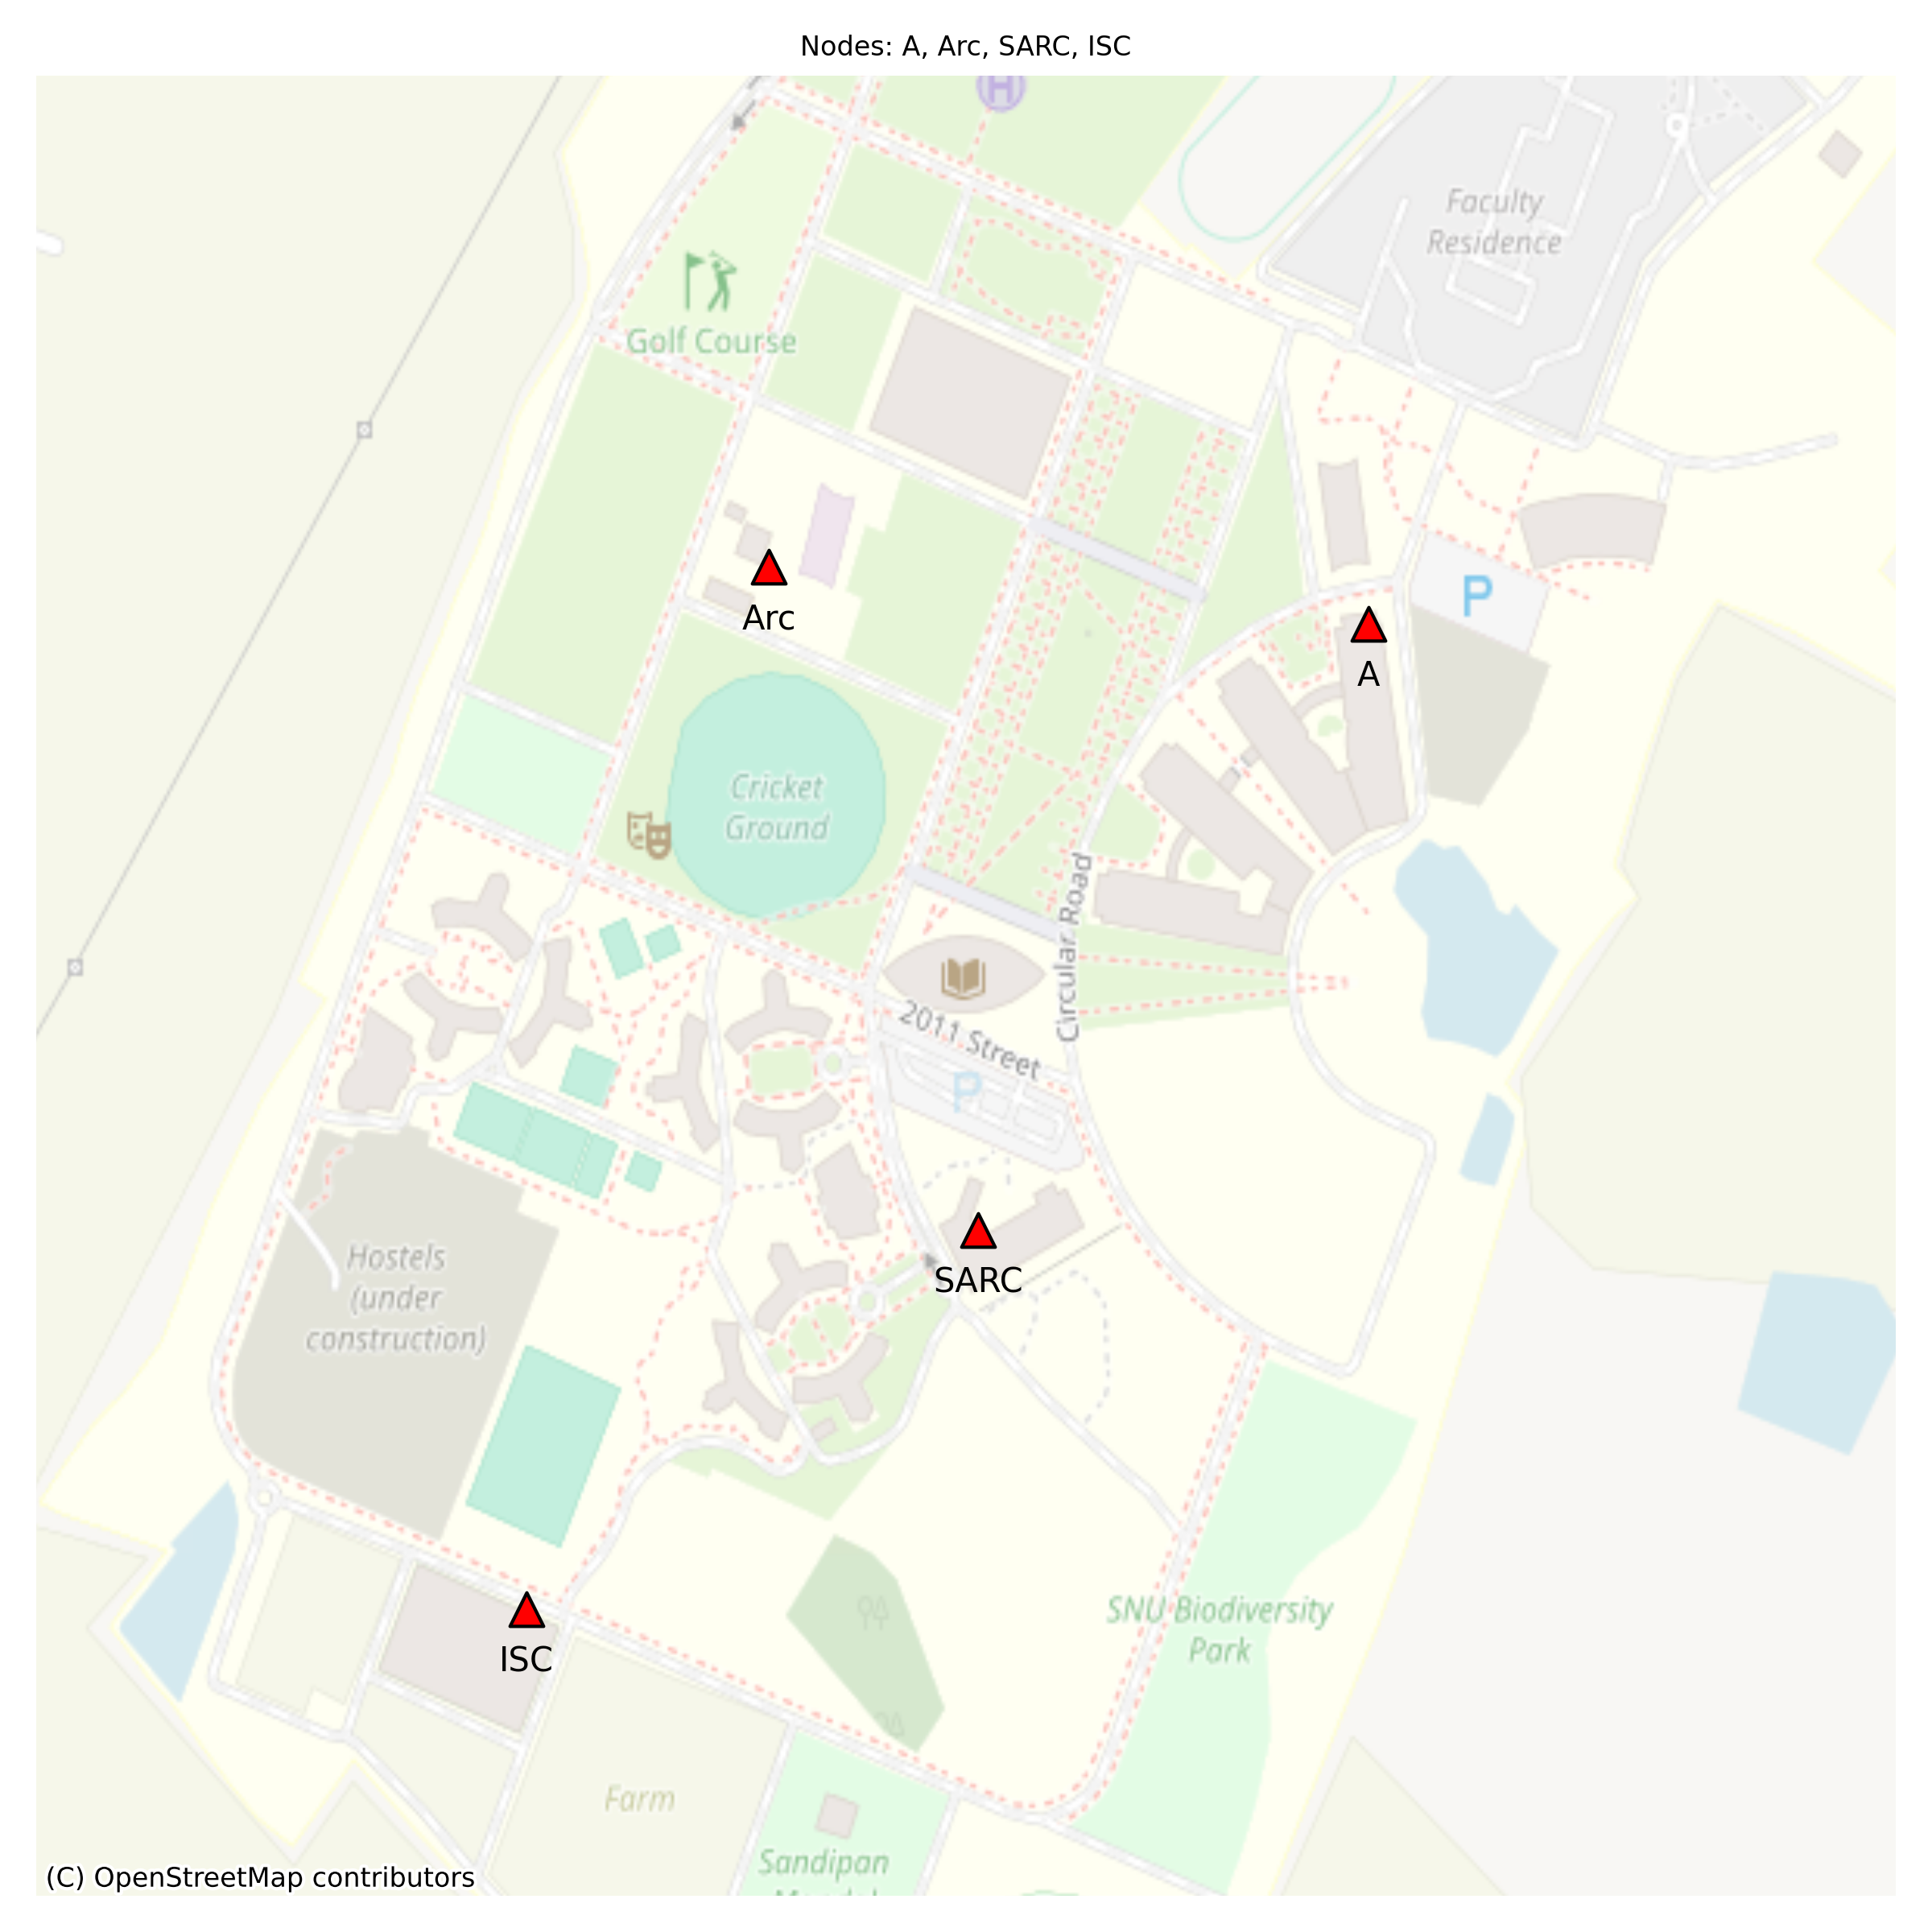 Nodes: A, Arc, SARC, ISC
H
Faculty
Residence
Golf Course
Arc
P
A
Cricket
Ground
Circular Road
2011 Street
P
SARC
Hostels
(under
construction)
ISC
SNU Biodiversity
Park
Farm
Sandipan
(C) OpenStreetMap contributors